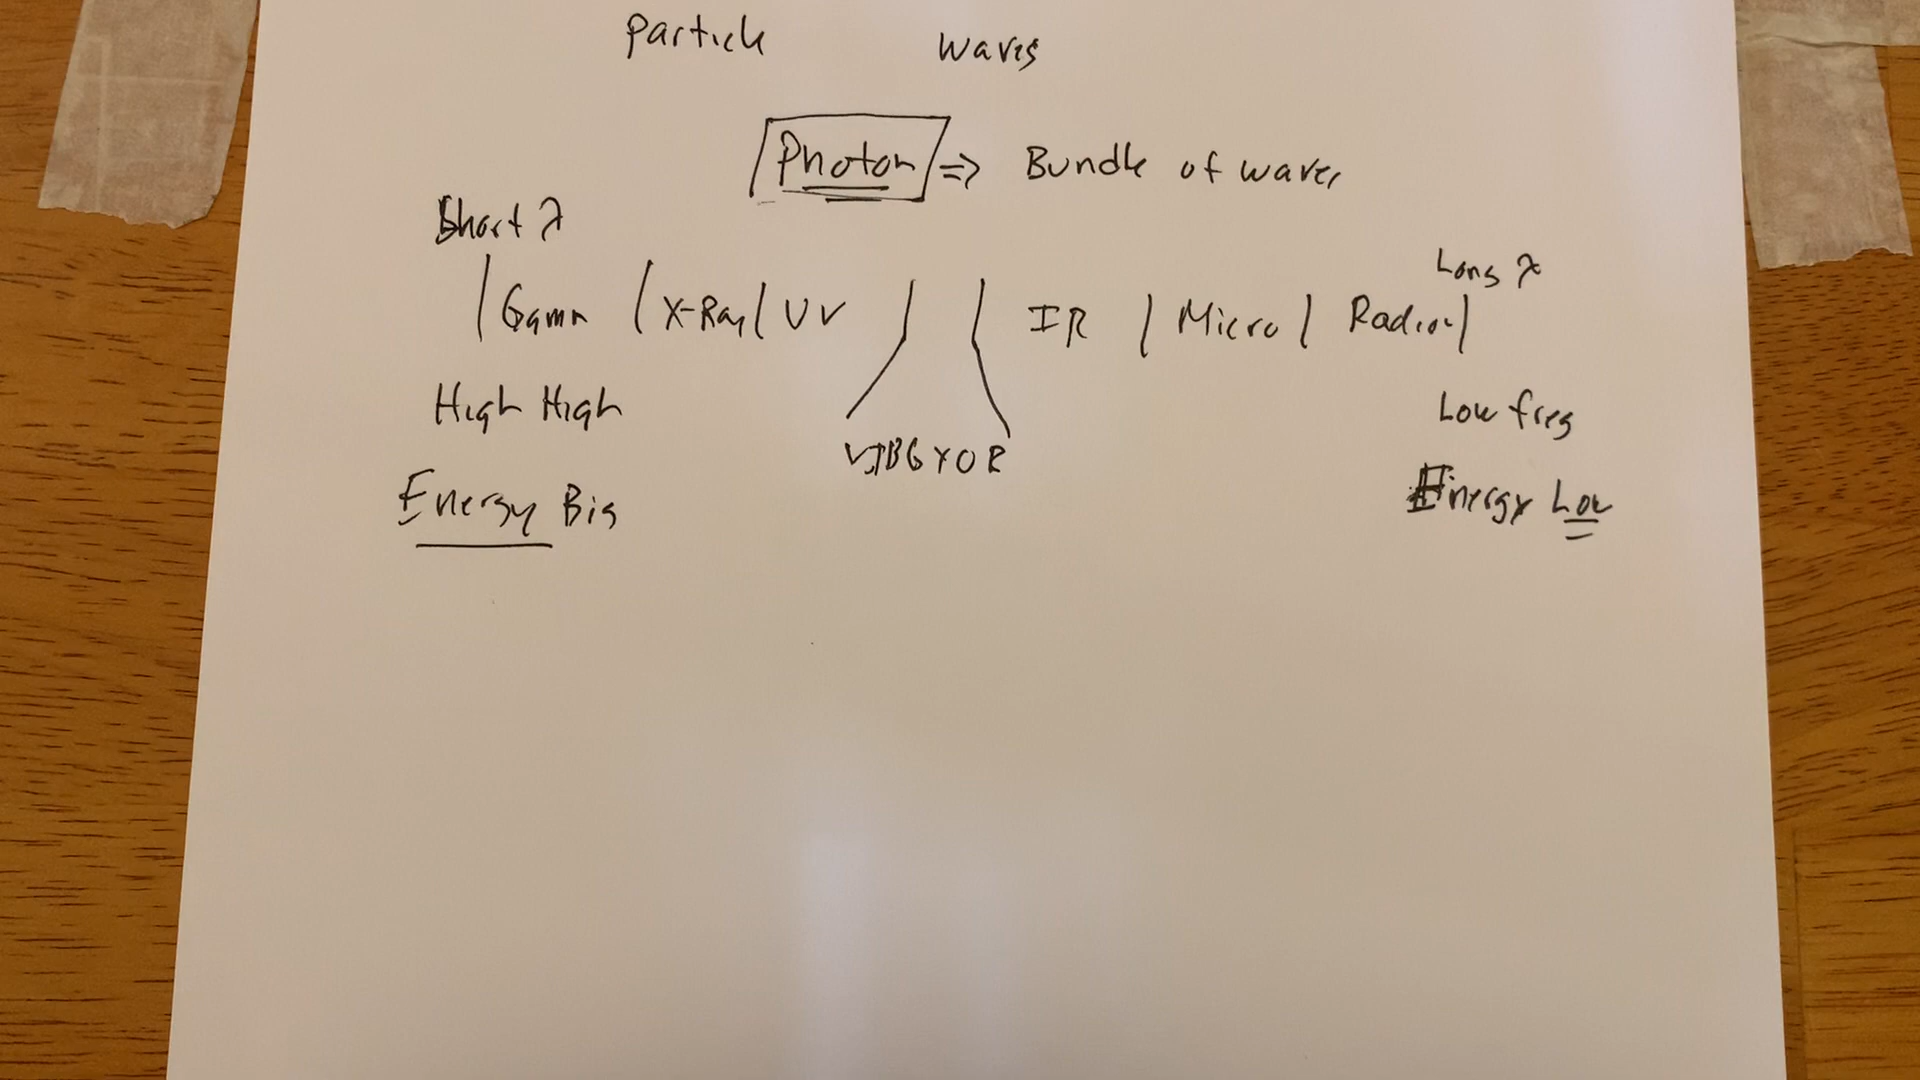 Particle waves
Photon => Bundle of waves
Short λ
Long λ
| Gamm | X-Ray | UV | | IR | Micro | Radio |
High High
Low freq
VIBGYOR
Energy Big
Energy Low